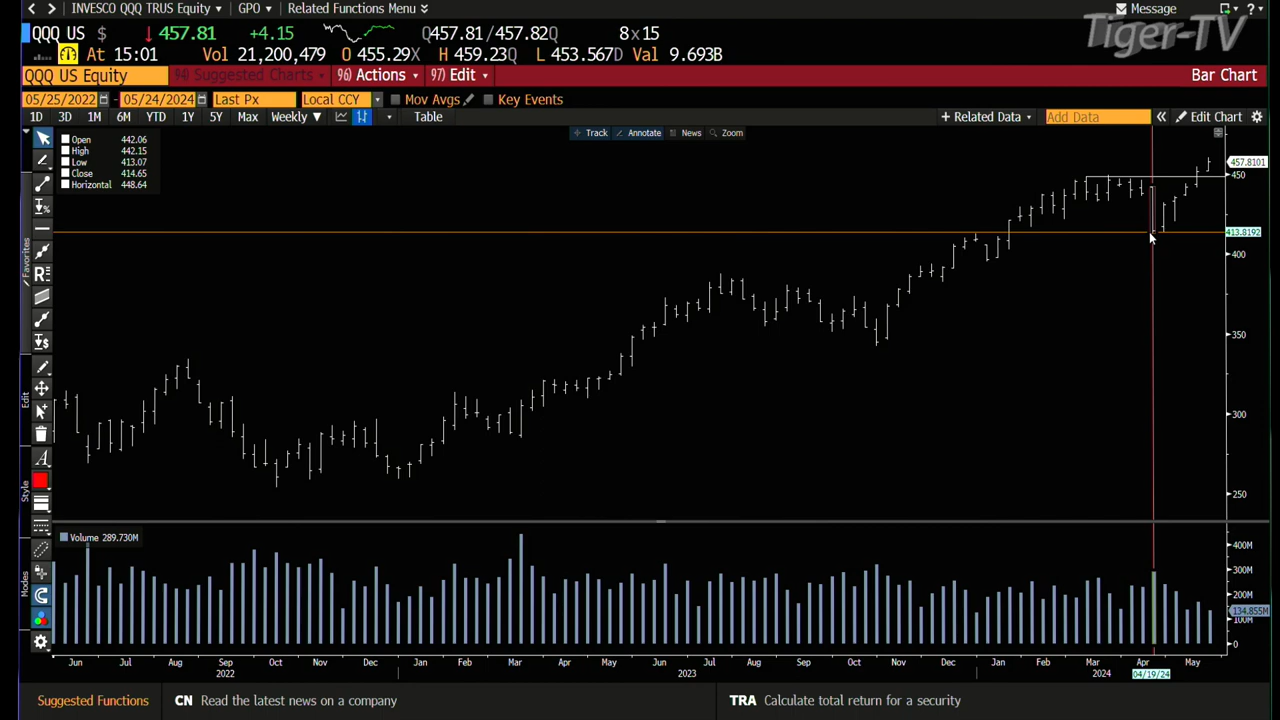 INVESCO QQQ TRUS Equity GPO Related Functions Menu Message ?
QQQ US $ 457.81 +4.15 Q457.81/457.82Q 8x15
At 15:01 Vol 21,200,479 O 455.29X H 459.23Q L 453.567D Val 9.693B
Tiger-TV
QQQ US Equity 94) Suggested Charts 96) Actions 97) Edit Bar Chart
05/25/2022 - 05/24/2024 Last Px Local CCY Mov Avgs Key Events
1D 3D 1M 6M YTD 1Y 5Y Max Weekly ▼ Table + Related Data Add Data « Edit Chart
Track Annotate News Zoom
Open 442.06
High 442.15
Low 413.07
Close 414.65
Horizontal 448.64
457.8101
450
413.8192
400
350
300
250
Favorites
Edit
Style
Modes
Volume 289.730M
400M
300M
200M
134.855M
100M
0
Jun Jul Aug Sep Oct Nov Dec Jan Feb Mar Apr May Jun Jul Aug Sep Oct Nov Dec Jan Feb Mar Apr May
2022 2023 2024 04/19/24
Suggested Functions CN Read the latest news on a company TRA Calculate total return for a security